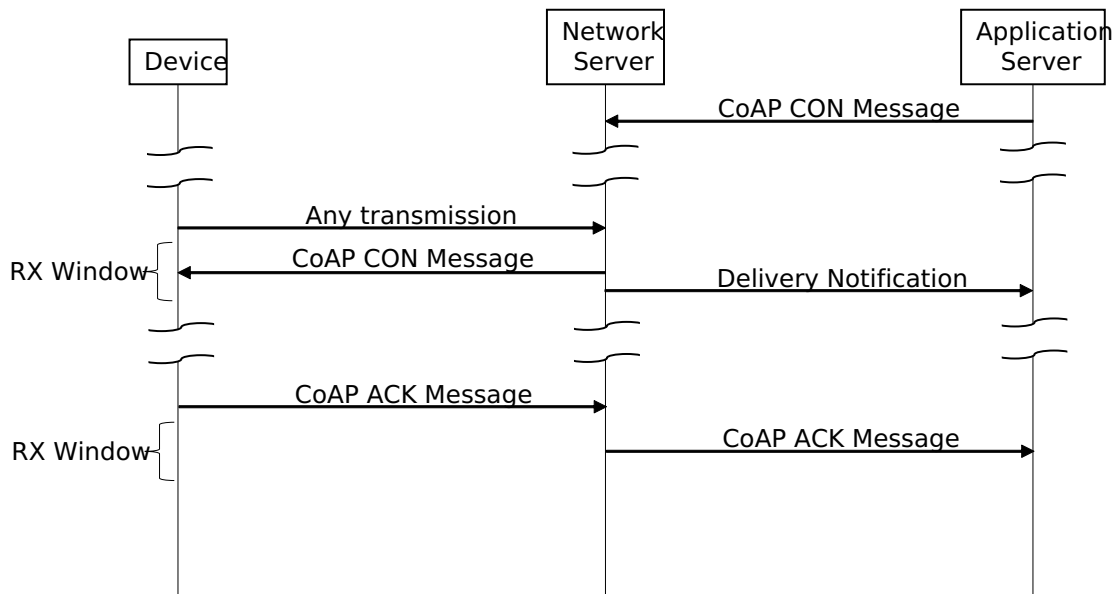 Device
Network
Server
Application
Server
CoAP CON Message
Any transmission
RX Window
CoAP CON Message
Delivery Notification
CoAP ACK Message
RX Window
CoAP ACK Message